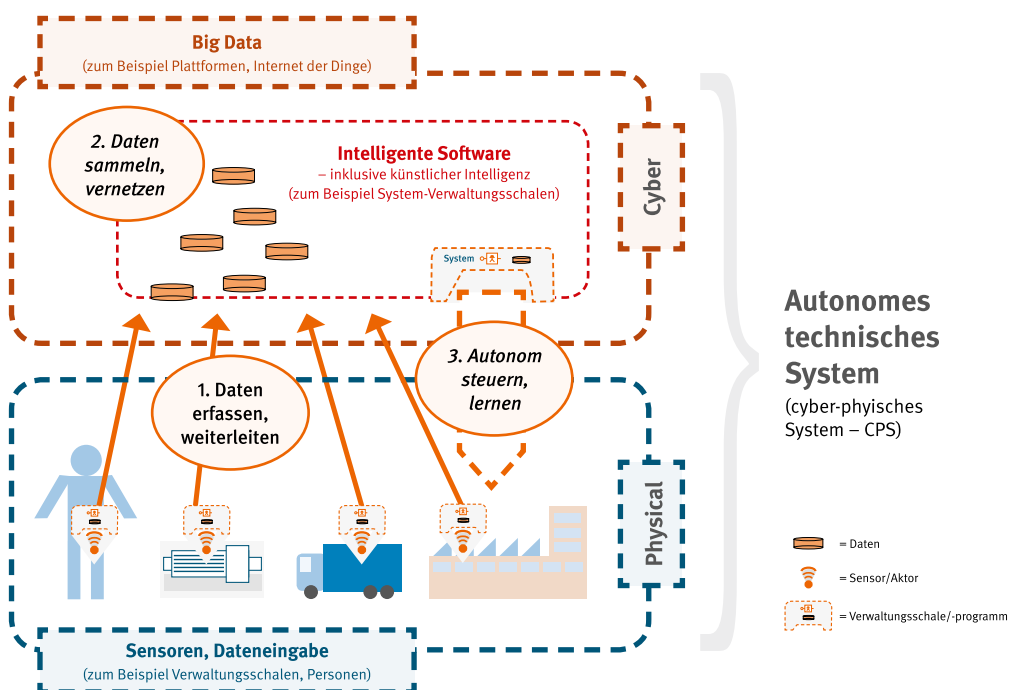 Big Data
(zum Beispiel Plattformen, Internet der Dinge)
2. Daten
sammeln,
vernetzen
Intelligente Software
– inklusive künstlicher Intelligenz
(zum Beispiel System-Verwaltungsschalen)
Cyber
System
1. Daten
erfassen,
weiterleiten
3. Autonom
steuern,
lernen
Physical
Sensoren, Dateneingabe
(zum Beispiel Verwaltungsschalen, Personen)
Autonomes
technisches
System
(cyber-phyisches
System – CPS)
= Daten
= Sensor/Aktor
= Verwaltungsschale/-programm